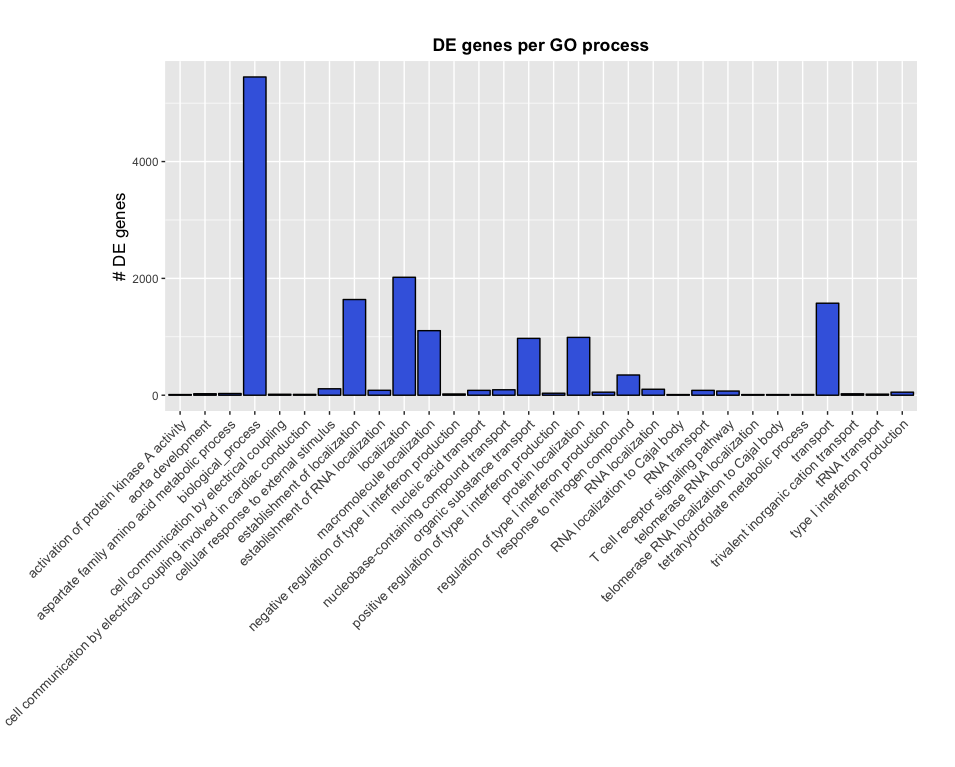 DE genes per GO process
# DE genes
4000
2000
0
activation of protein kinase A activity
aorta development
aspartate family amino acid metabolic process
biological_process
cell communication by electrical coupling
cell communication by electrical coupling involved in cardiac conduction
cellular response to external stimulus
establishment of localization
establishment of RNA localization
localization
macromolecule localization
negative regulation of type I interferon production
nucleic acid transport
nucleobase-containing compound transport
organic substance transport
positive regulation of type I interferon production
protein localization
regulation of type I interferon production
response to nitrogen compound
RNA localization
RNA localization to Cajal body
RNA transport
T cell receptor signaling pathway
telomerase RNA localization
telomerase RNA localization to Cajal body
tetrahydrofolate metabolic process
transport
trivalent inorganic cation transport
tRNA transport
type I interferon production